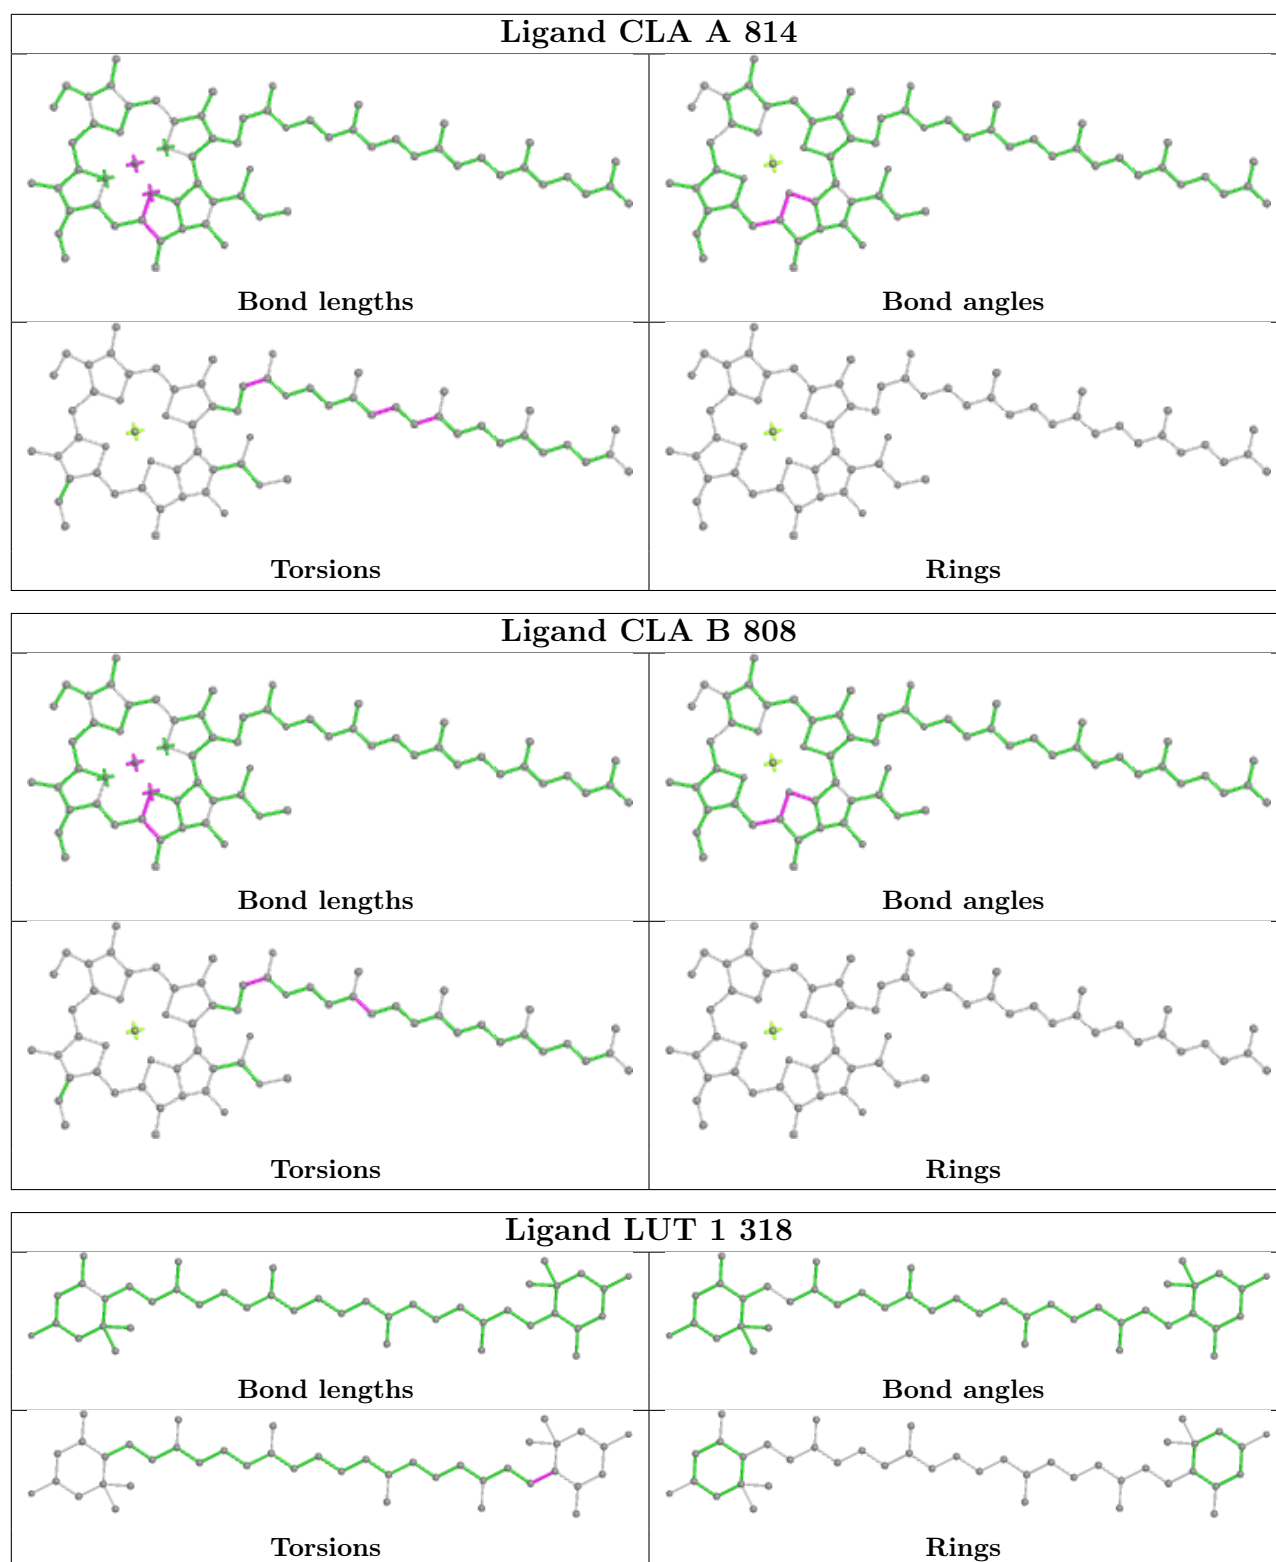 Ligand CLA A 814
Bond lengths
Bond angles
Torsions
Rings
Ligand CLA B 808
Bond lengths
Bond angles
Torsions
Rings
Ligand LUT 1 318
Bond lengths
Bond angles
Torsions
Rings